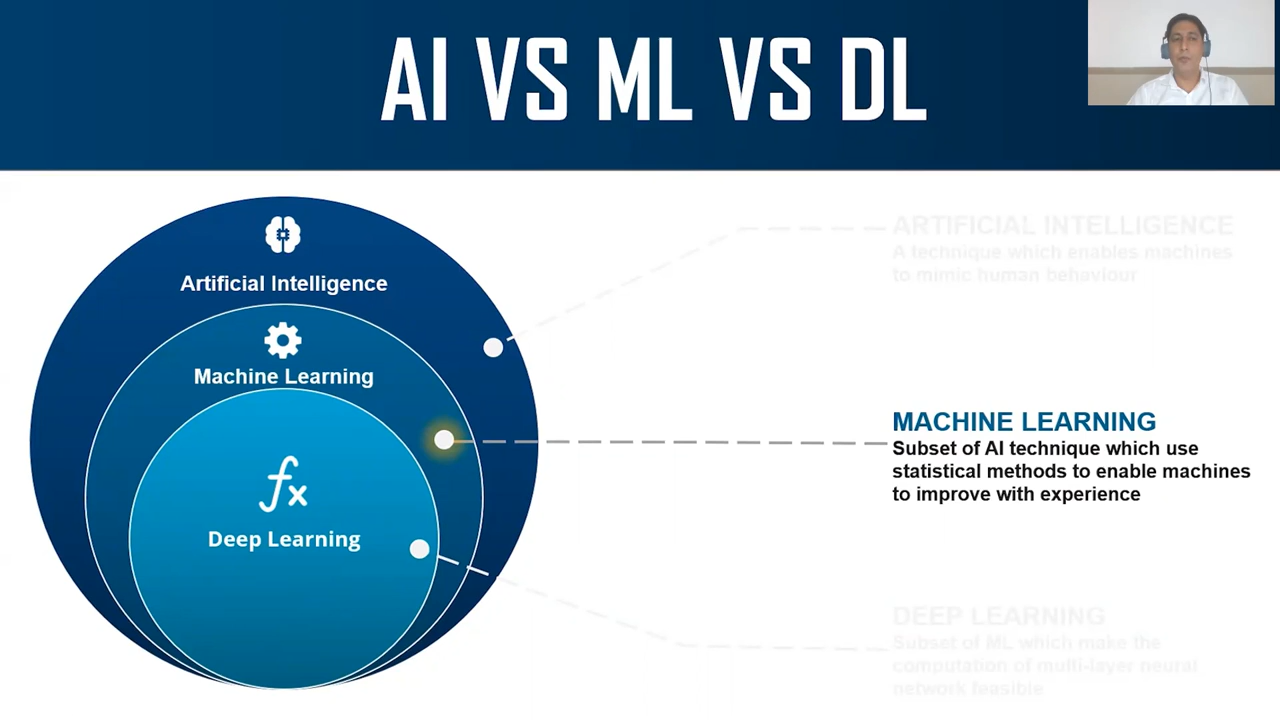 AI VS ML VS DL
Artificial Intelligence
Machine Learning
fx
Deep Learning
ARTIFICIAL INTELLIGENCE
A technique which enables machines
to mimic human behaviour
MACHINE LEARNING
Subset of AI technique which use
statistical methods to enable machines
to improve with experience
DEEP LEARNING
Subset of ML which make the
computation of multi-layer neural
network feasible